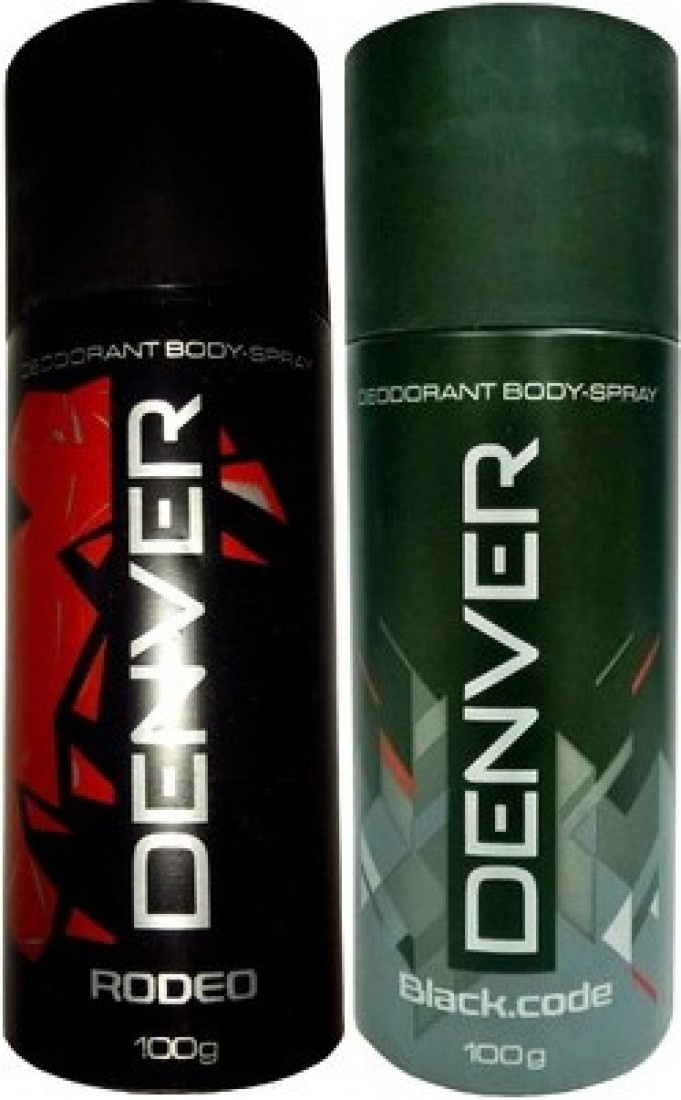 DEODORANT BODY-SPRAY
DENVER
RODEO
100g
DEODORANT BODY-SPRAY
DENVER
Black.code
100g